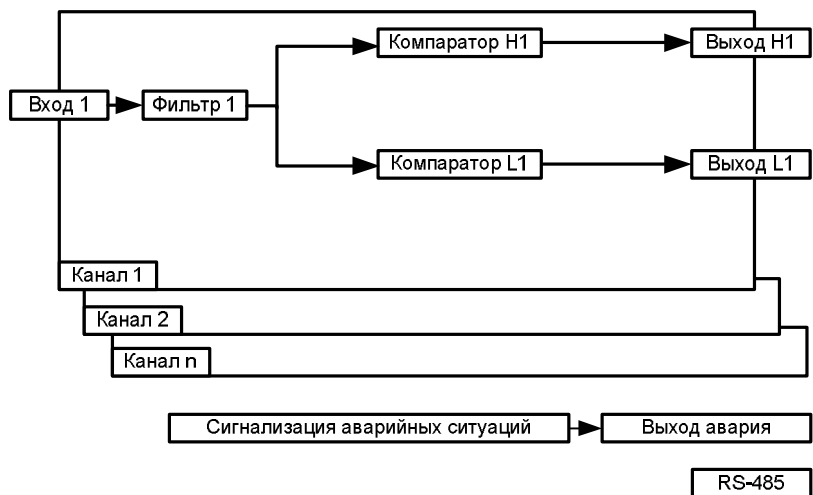 Компаратор H1
Выход H1
Вход 1
Фильтр 1
Компаратор L1
Выход L1
Канал 1
Канал 2
Канал n
Сигнализация аварийных ситуаций
Выход авария
RS-485